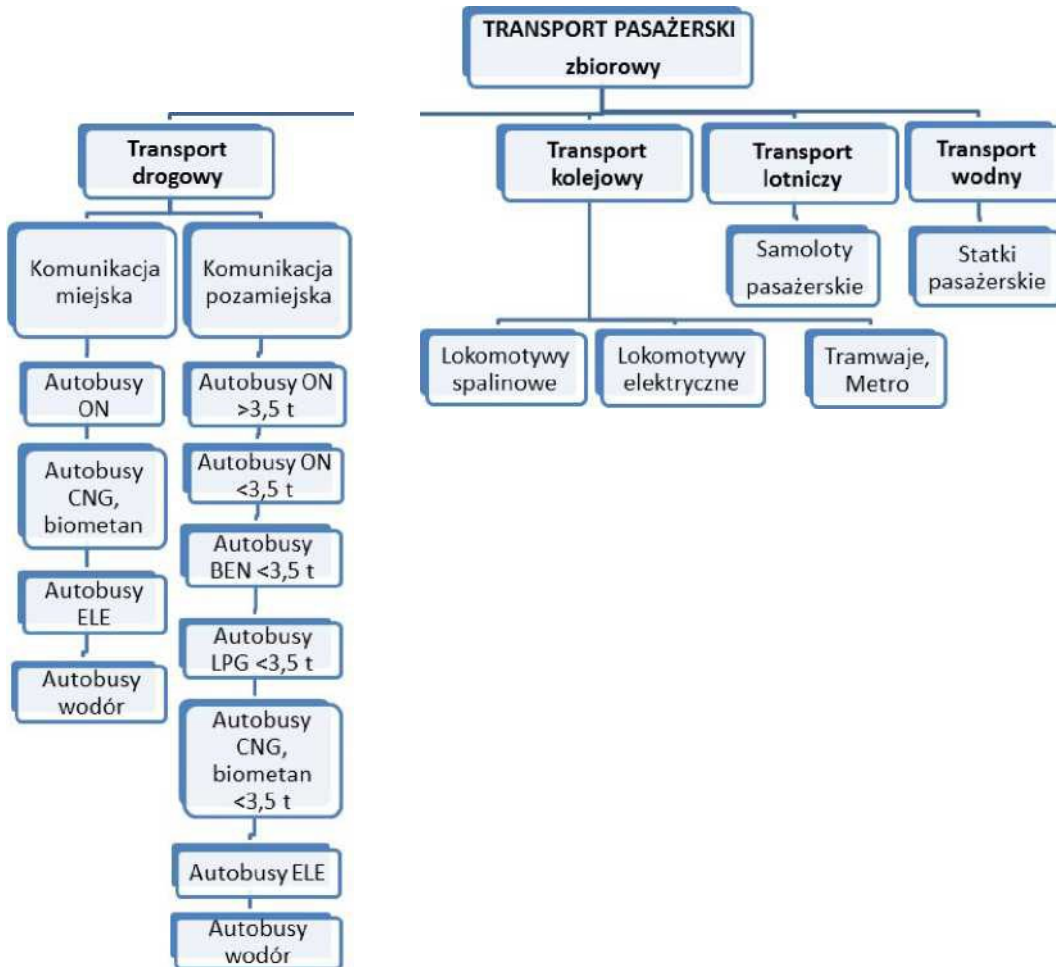 TRANSPORT PASAŻERSKI
zbiorowy
Transport
drogowy
Transport
kolejowy
Transport
lotniczy
Transport
wodny
Komunikacja
miejska
Komunikacja
pozamiejska
Samoloty
pasażerskie
Statki
pasażerskie
Lokomotywy
spalinowe
Lokomotywy
elektryczne
Tramwaje,
Metro
Autobusy
ON
Autobusy
CNG,
biometan
Autobusy
ELE
Autobusy
wodór
Autobusy ON
>3,5 t
Autobusy ON
<3,5 t
Autobusy
BEN <3,5 t
Autobusy
LPG <3,5 t
Autobusy
CNG,
biometan
<3,5 t
Autobusy ELE
Autobusy
wodór